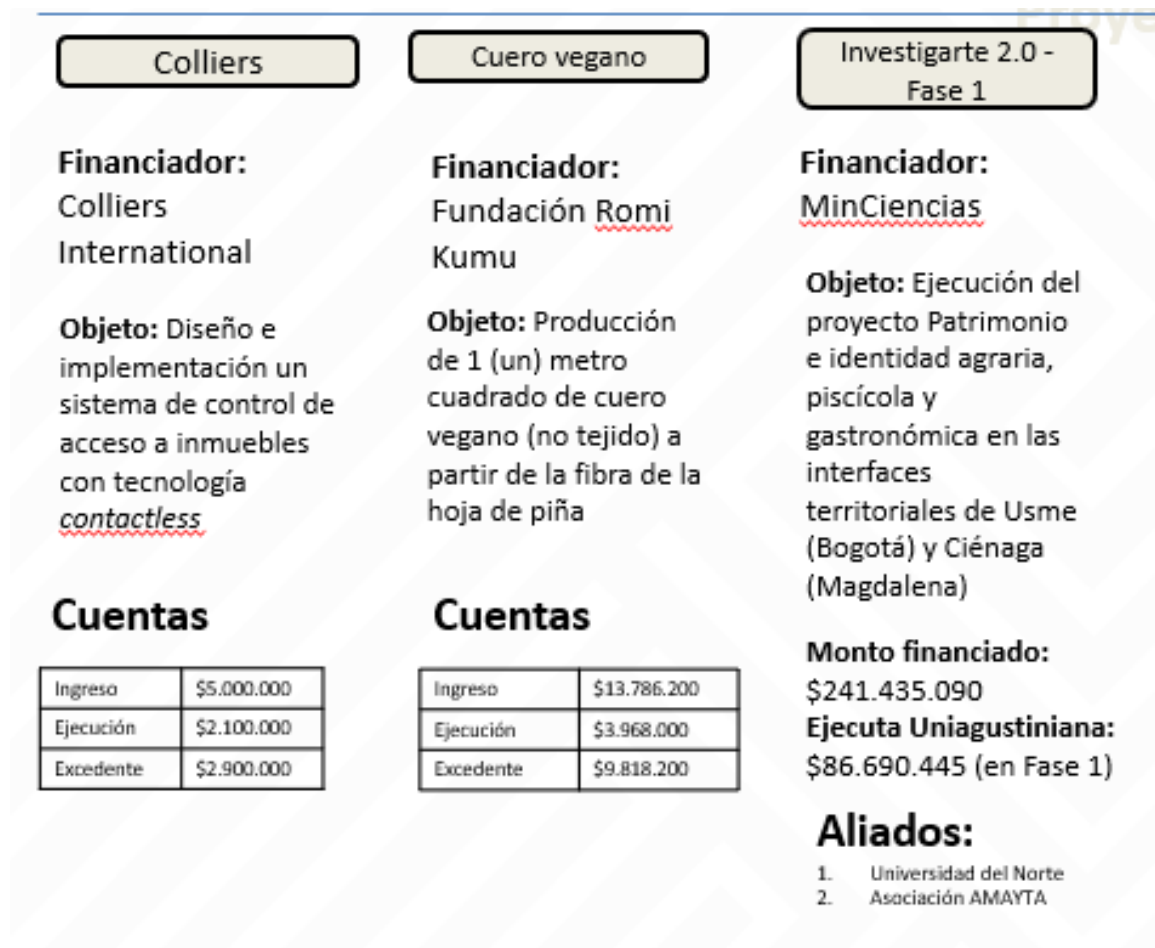 Proye
Colliers
Financiador:
Colliers
International
Objeto: Diseño e
implementación un
sistema de control de
acceso a inmuebles
con tecnología
contactless
Cuentas
Ingreso $5.000.000
Ejecución $2.100.000
Excedente $2.900.000
Cuero vegano
Financiador:
Fundación Romi
Kumu
Objeto: Producción
de 1 (un) metro
cuadrado de cuero
vegano (no tejido) a
partir de la fibra de la
hoja de piña
Cuentas
Ingreso $13.786.200
Ejecución $3.968.000
Excedente $9.818.200
Investigarte 2.0 -
Fase 1
Financiador:
MinCiencias
Objeto: Ejecución del
proyecto Patrimonio
e identidad agraria,
piscícola y
gastronómica en las
interfaces
territoriales de Usme
(Bogotá) y Ciénaga
(Magdalena)
Monto financiado:
$241.435.090
Ejecuta Uniagustiniana:
$86.690.445 (en Fase 1)
Aliados:
1. Universidad del Norte
2. Asociación AMAYTA